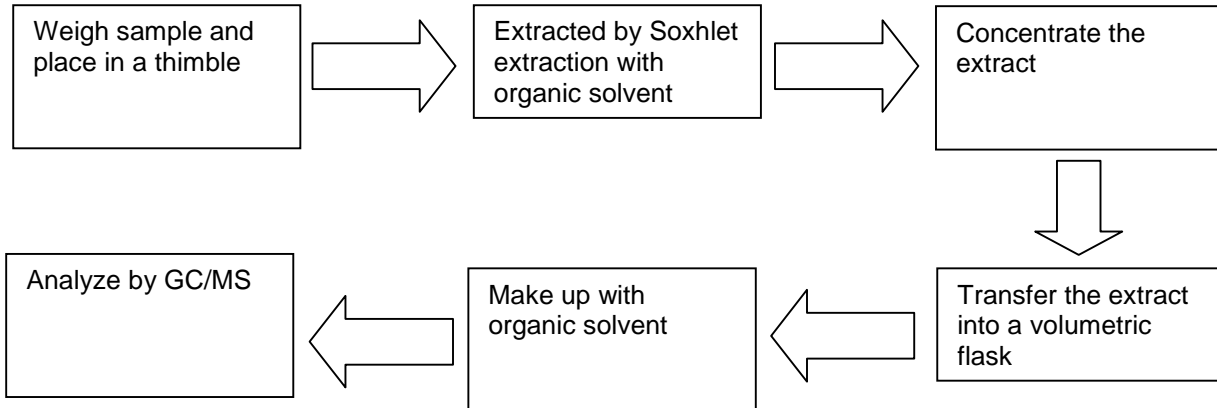 Weigh sample and
place in a thimble
Extracted by Soxhlet
extraction with
organic solvent
Concentrate the
extract
Transfer the extract
into a volumetric
flask
Make up with
organic solvent
Analyze by GC/MS